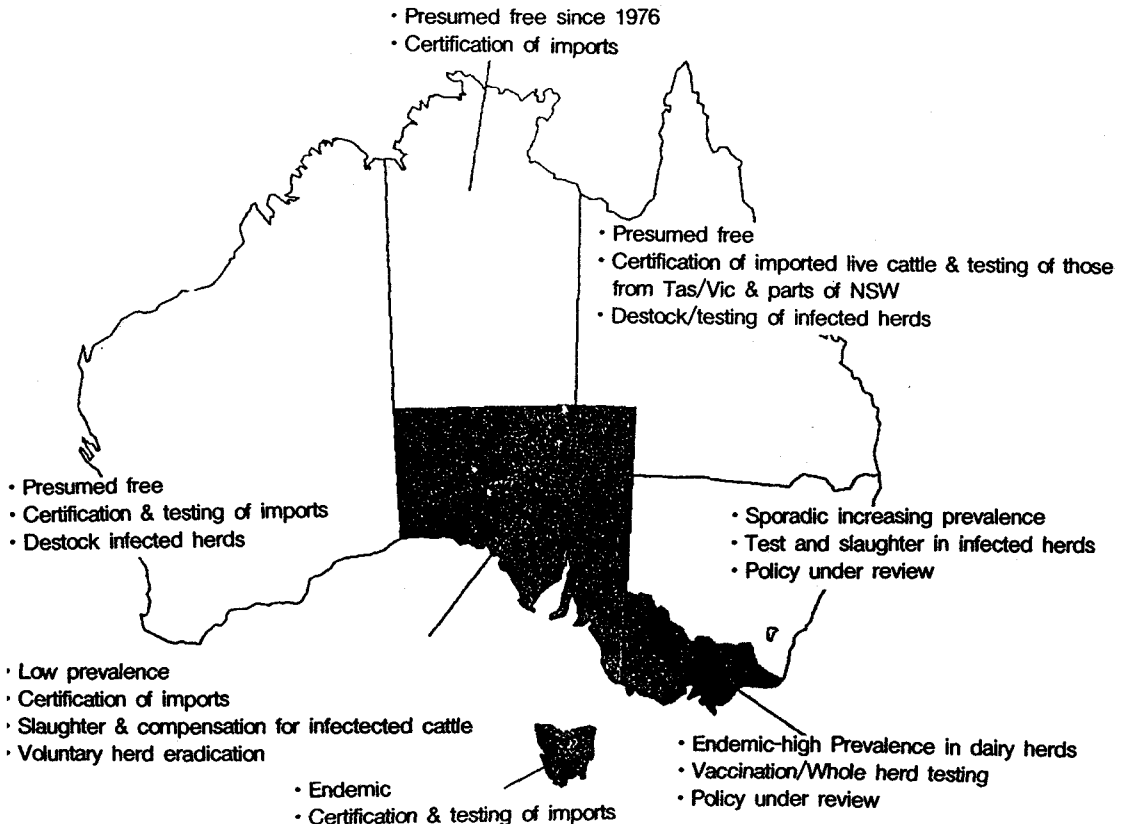 · Presumed free since 1976
· Certification of imports
· Presumed free
· Certification of imported live cattle & testing of those
from Tas/Vic & parts of NSW
· Destock/testing of infected herds
· Presumed free
· Certification & testing of imports
· Destock infected herds
· Sporadic increasing prevalence
· Test and slaughter in infected herds
· Policy under review
· Low prevalence
· Certification of imports
· Slaughter & compensation for infectected cattle
· Voluntary herd eradication
· Endemic
· Certification & testing of imports
· Endemic-high Prevalence in dairy herds
· Vaccination/Whole herd testing
· Policy under review